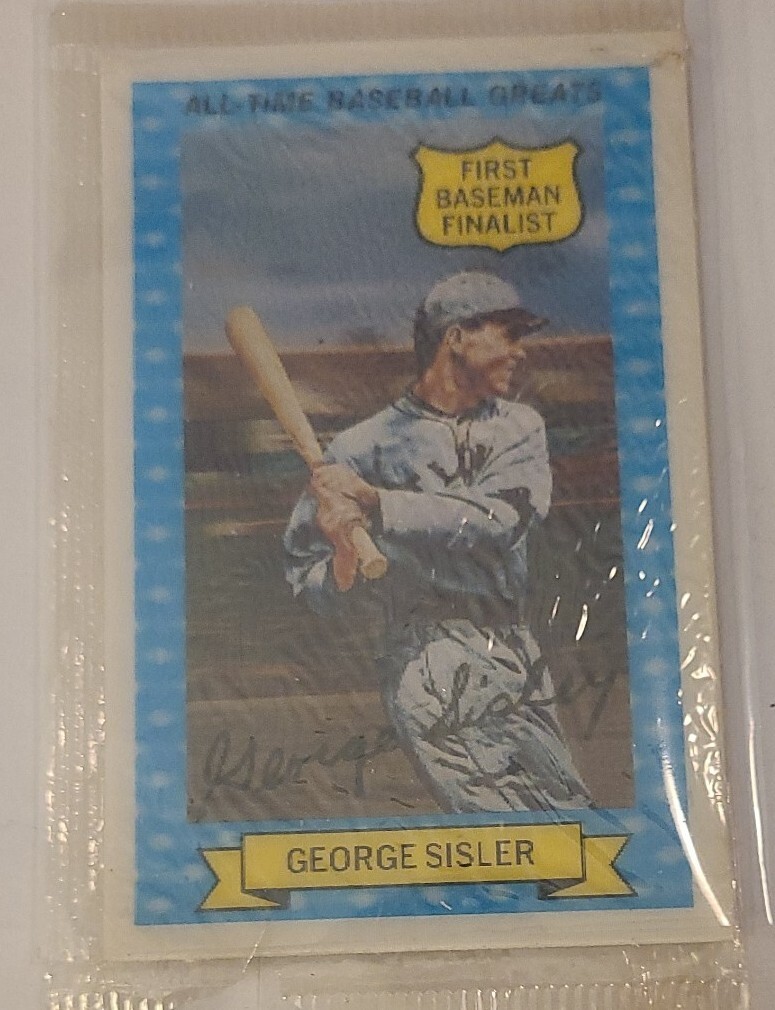 ALL-TIME BASEBALL GREATS
FIRST
BASEMAN
FINALIST
George Sisler
GEORGE SISLER